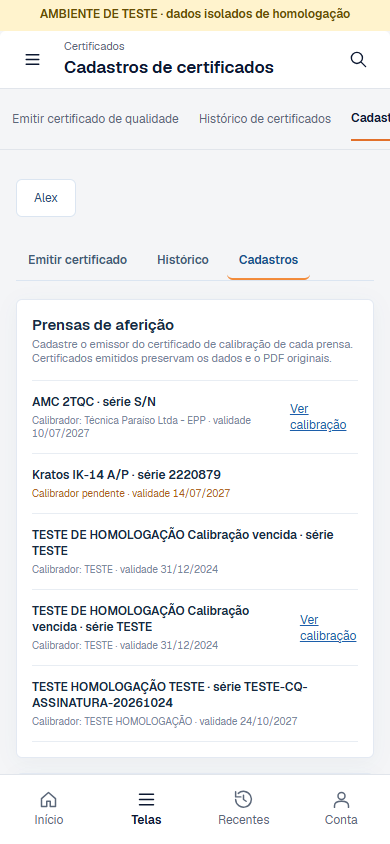 AMBIENTE DE TESTE · dados isolados de homologação
Certificados
Cadastros de certificados
Emitir certificado de qualidade
Histórico de certificados
Cadast
Alex
Emitir certificado
Histórico
Cadastros
Prensas de aferição
Cadastre o emissor do certificado de calibração de cada prensa.
Certificados emitidos preservam os dados e o PDF originais.
AMC 2TQC · série S/N
Calibrador: Técnica Paraiso Ltda - EPP · validade
10/07/2027
Ver
calibração
Kratos IK-14 A/P · série 2220879
Calibrador pendente · validade 14/07/2027
TESTE DE HOMOLOGAÇÃO Calibração vencida · série
TESTE
Calibrador: TESTE · validade 31/12/2024
TESTE DE HOMOLOGAÇÃO Calibração
vencida · série TESTE
Calibrador: TESTE · validade 31/12/2024
Ver
calibração
TESTE HOMOLOGAÇÃO TESTE · série TESTE-CQ-
ASSINATURA-20261024
Calibrador: TESTE HOMOLOGAÇÃO · validade 24/10/2027
Início
Telas
Recentes
Conta